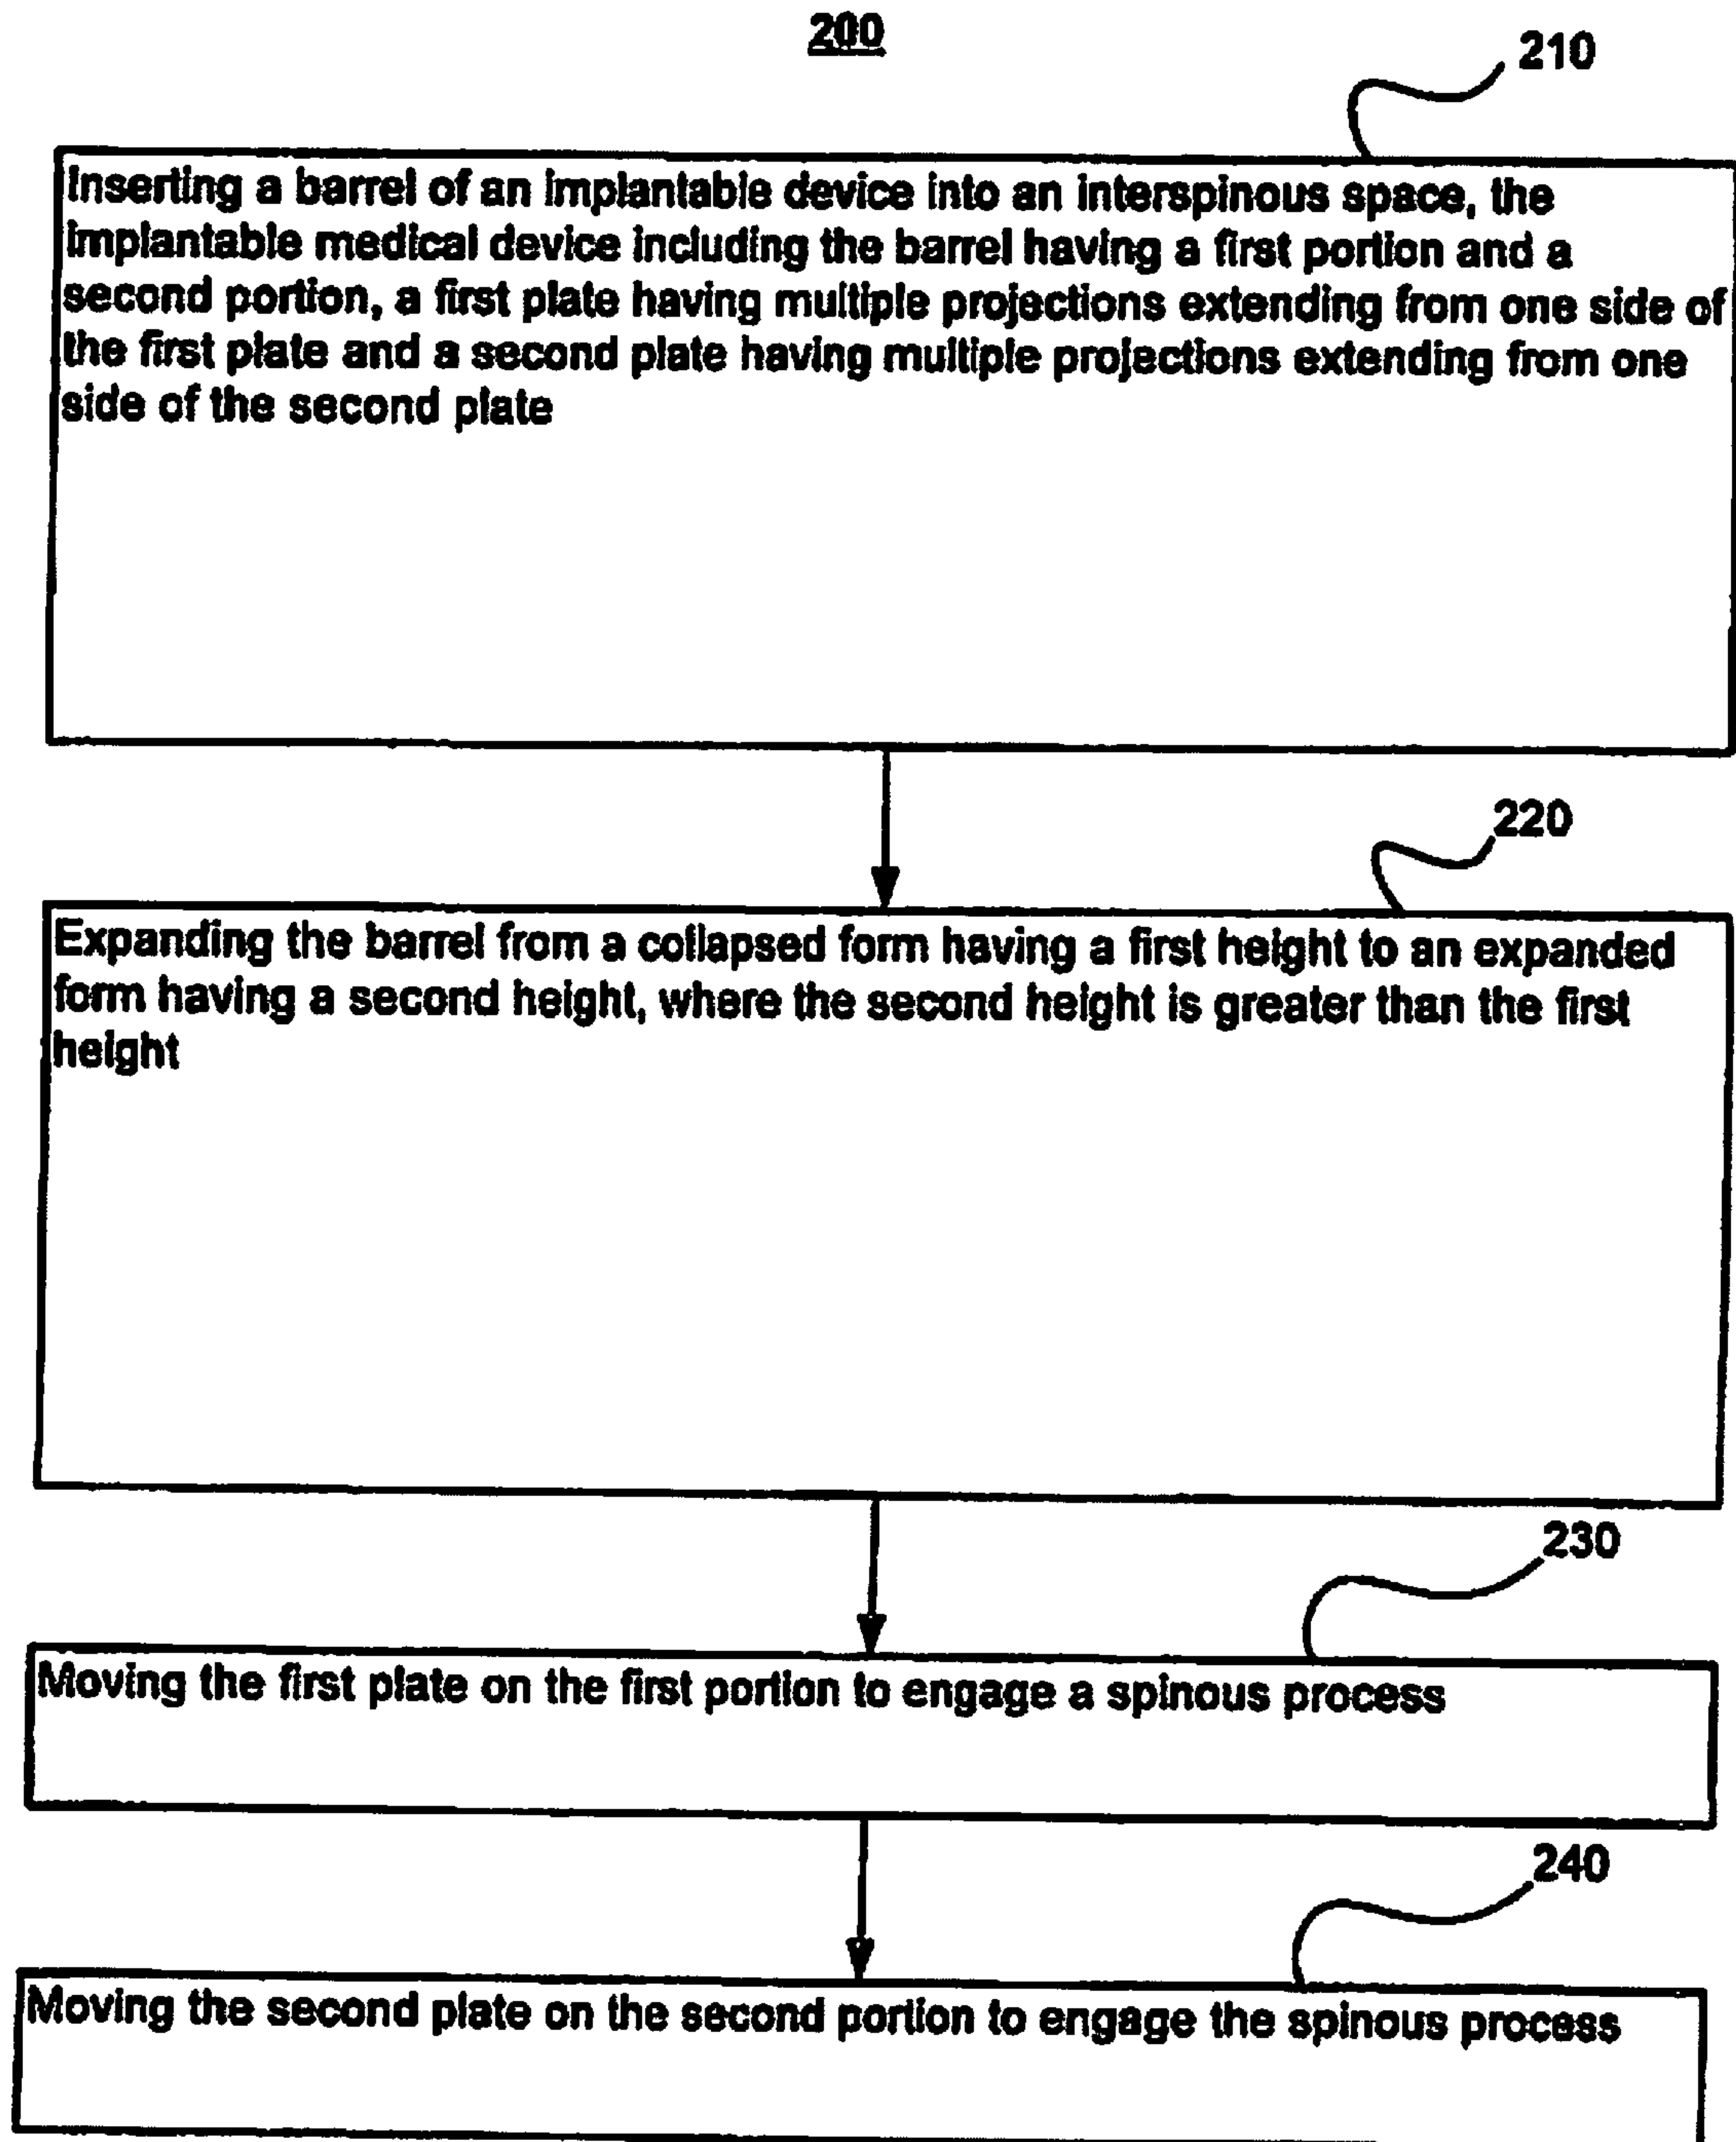 200
210
Inserting a barrel of an implantable device into an interspinous space, the
implantable medical device including the barrel having a first portion and a
second portion, a first plate having multiple projections extending from one side of
the first plate and a second plate having multiple projections extending from one
side of the second plate
220
Expanding the barrel from a collapsed form having a first height to an expanded
form having a second height, where the second height is greater than the first
height
230
Moving the first plate on the first portion to engage a spinous process
240
Moving the second plate on the second portion to engage the spinous process